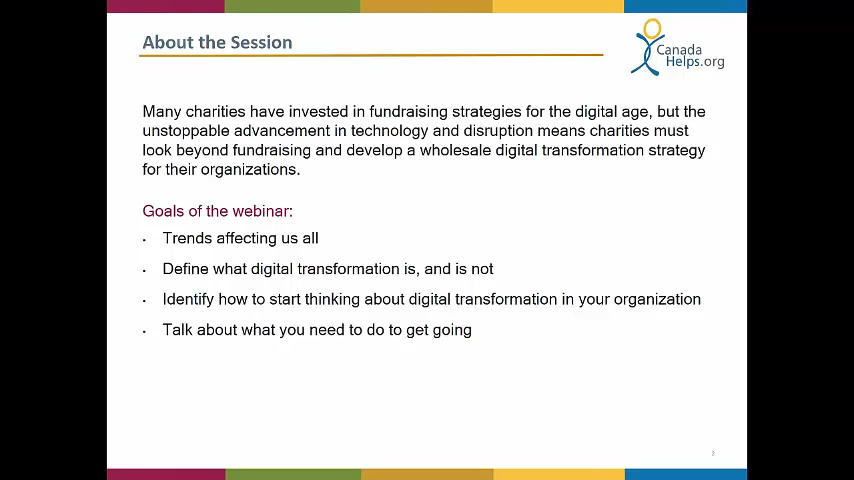 About the Session
Canada
Helps.org
Many charities have invested in fundraising strategies for the digital age, but the
unstoppable advancement in technology and disruption means charities must
look beyond fundraising and develop a wholesale digital transformation strategy
for their organizations.
Goals of the webinar:
• Trends affecting us all
• Define what digital transformation is, and is not
• Identify how to start thinking about digital transformation in your organization
• Talk about what you need to do to get going